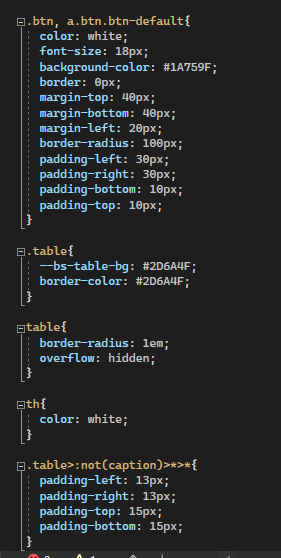 .btn, a.btn.btn-default{
color: white;
font-size: 18px;
background-color: #1A759F;
border: 0px;
margin-top: 40px;
margin-bottom: 40px;
margin-left: 20px;
border-radius: 100px;
padding-left: 30px;
padding-right: 30px;
padding-bottom: 10px;
padding-top: 10px;
}
.table{
--bs-table-bg: #2D6A4F;
border-color: #2D6A4F;
}
table{
border-radius: 1em;
overflow: hidden;
}
th{
color: white;
}
.table>:not(caption)>*>*{
padding-left: 13px;
padding-right: 13px;
padding-top: 15px;
padding-bottom: 15px;
}